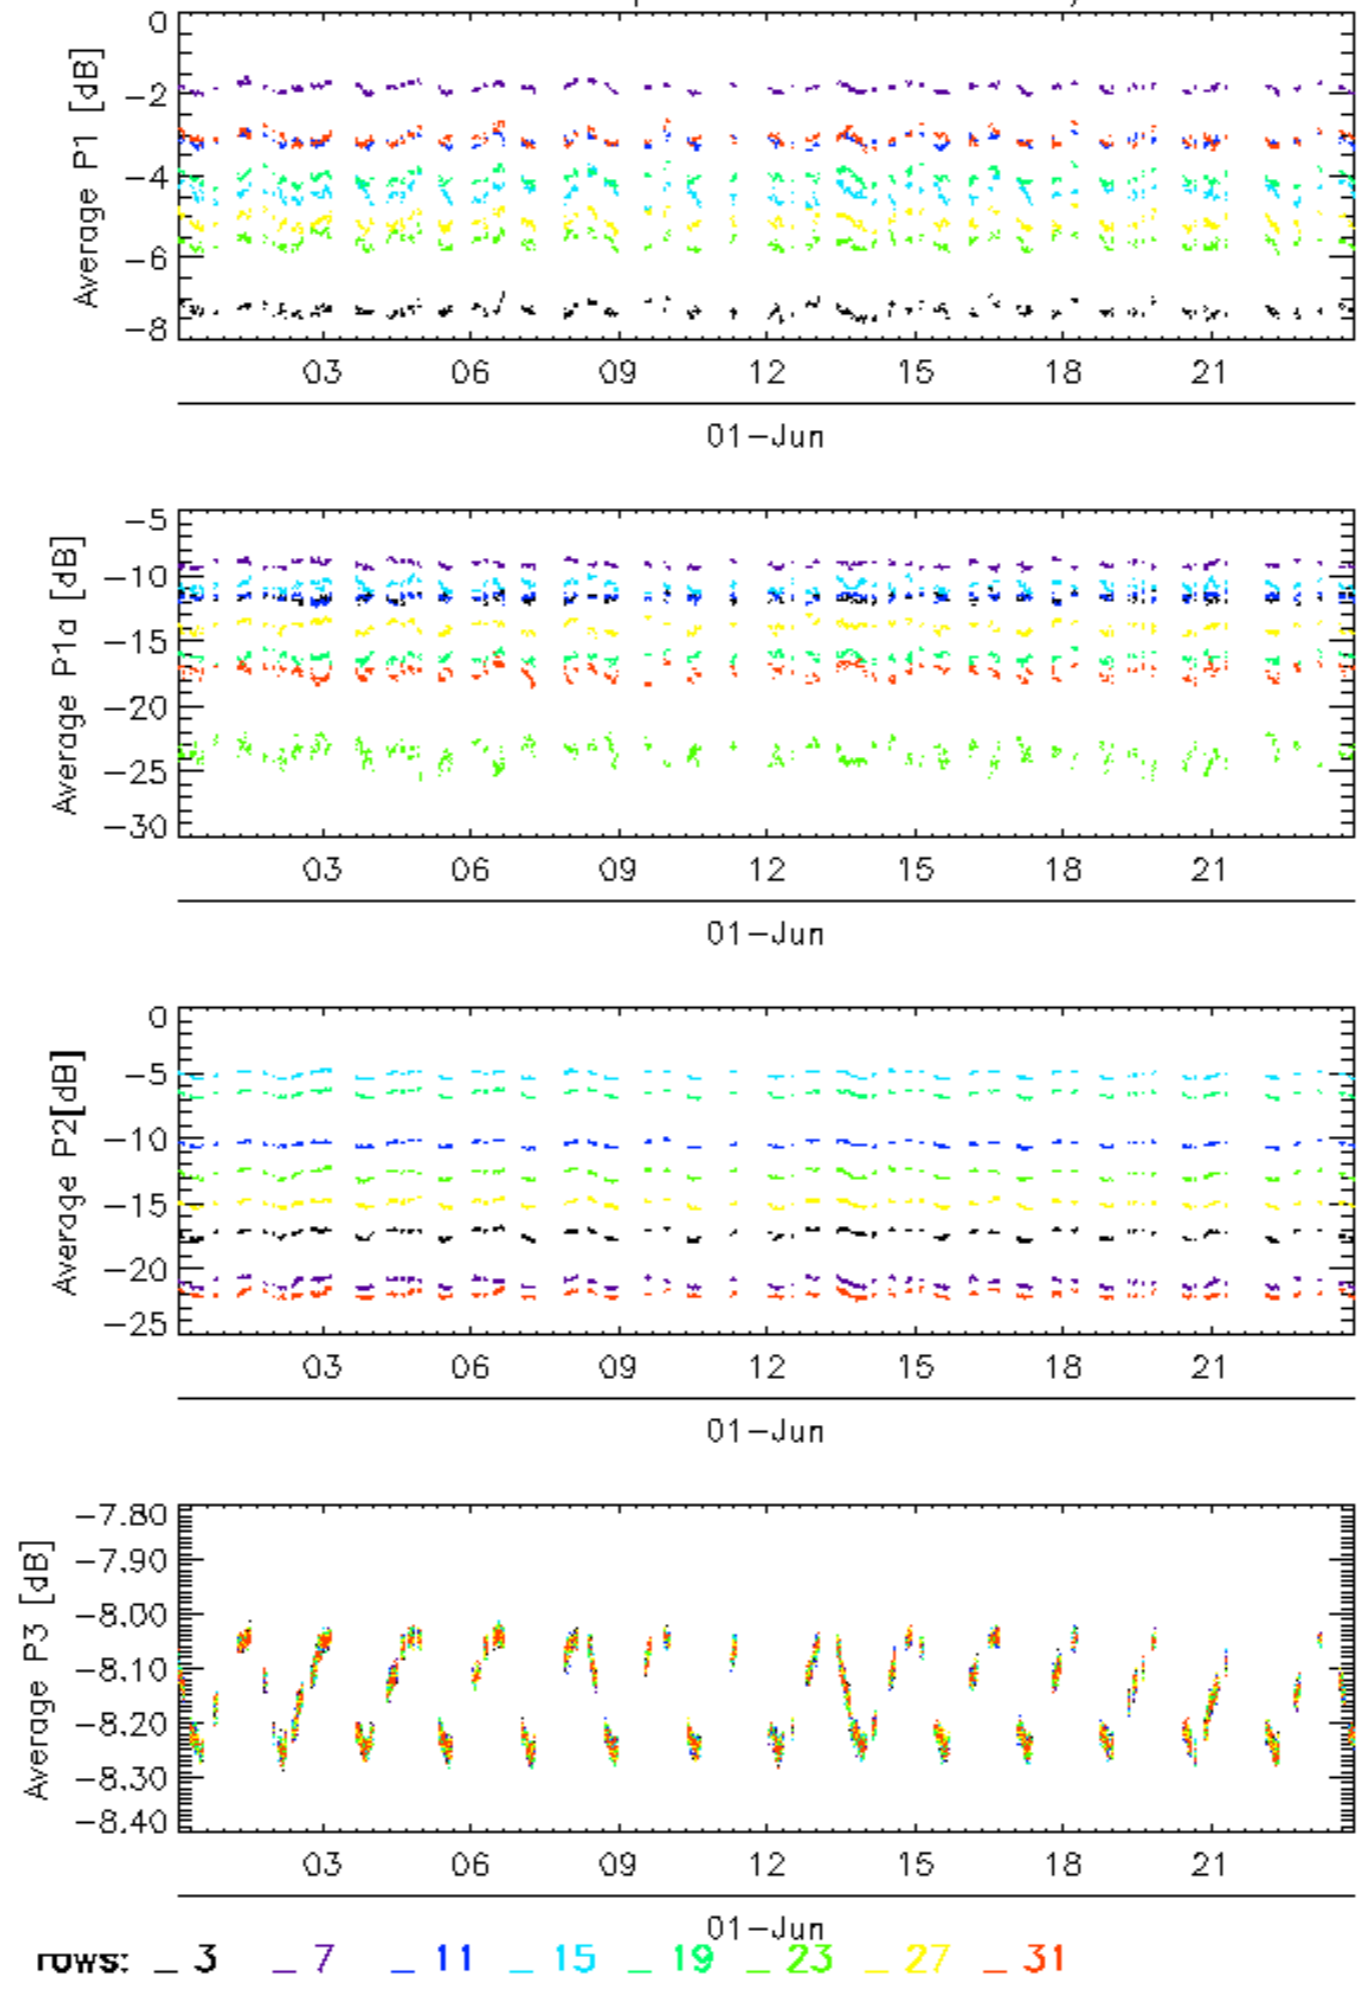 0
-2
-4
-6
-8
Average P1 [dB]
03 06 09 12 15 18 21
01-Jun
-5
-10
-15
-20
-25
-30
Average P1a [dB]
03 06 09 12 15 18 21
01-Jun
0
-5
-10
-15
-20
-25
Average P2[dB]
03 06 09 12 15 18 21
01-Jun
-7.80
-7.90
-8.00
-8.10
-8.20
-8.30
-8.40
Average P3 [dB]
03 06 09 12 15 18 21
01-Jun
rows: _ 3 _ 7 _ 11 _ 15 _ 19 _ 23 _ 27 _ 31